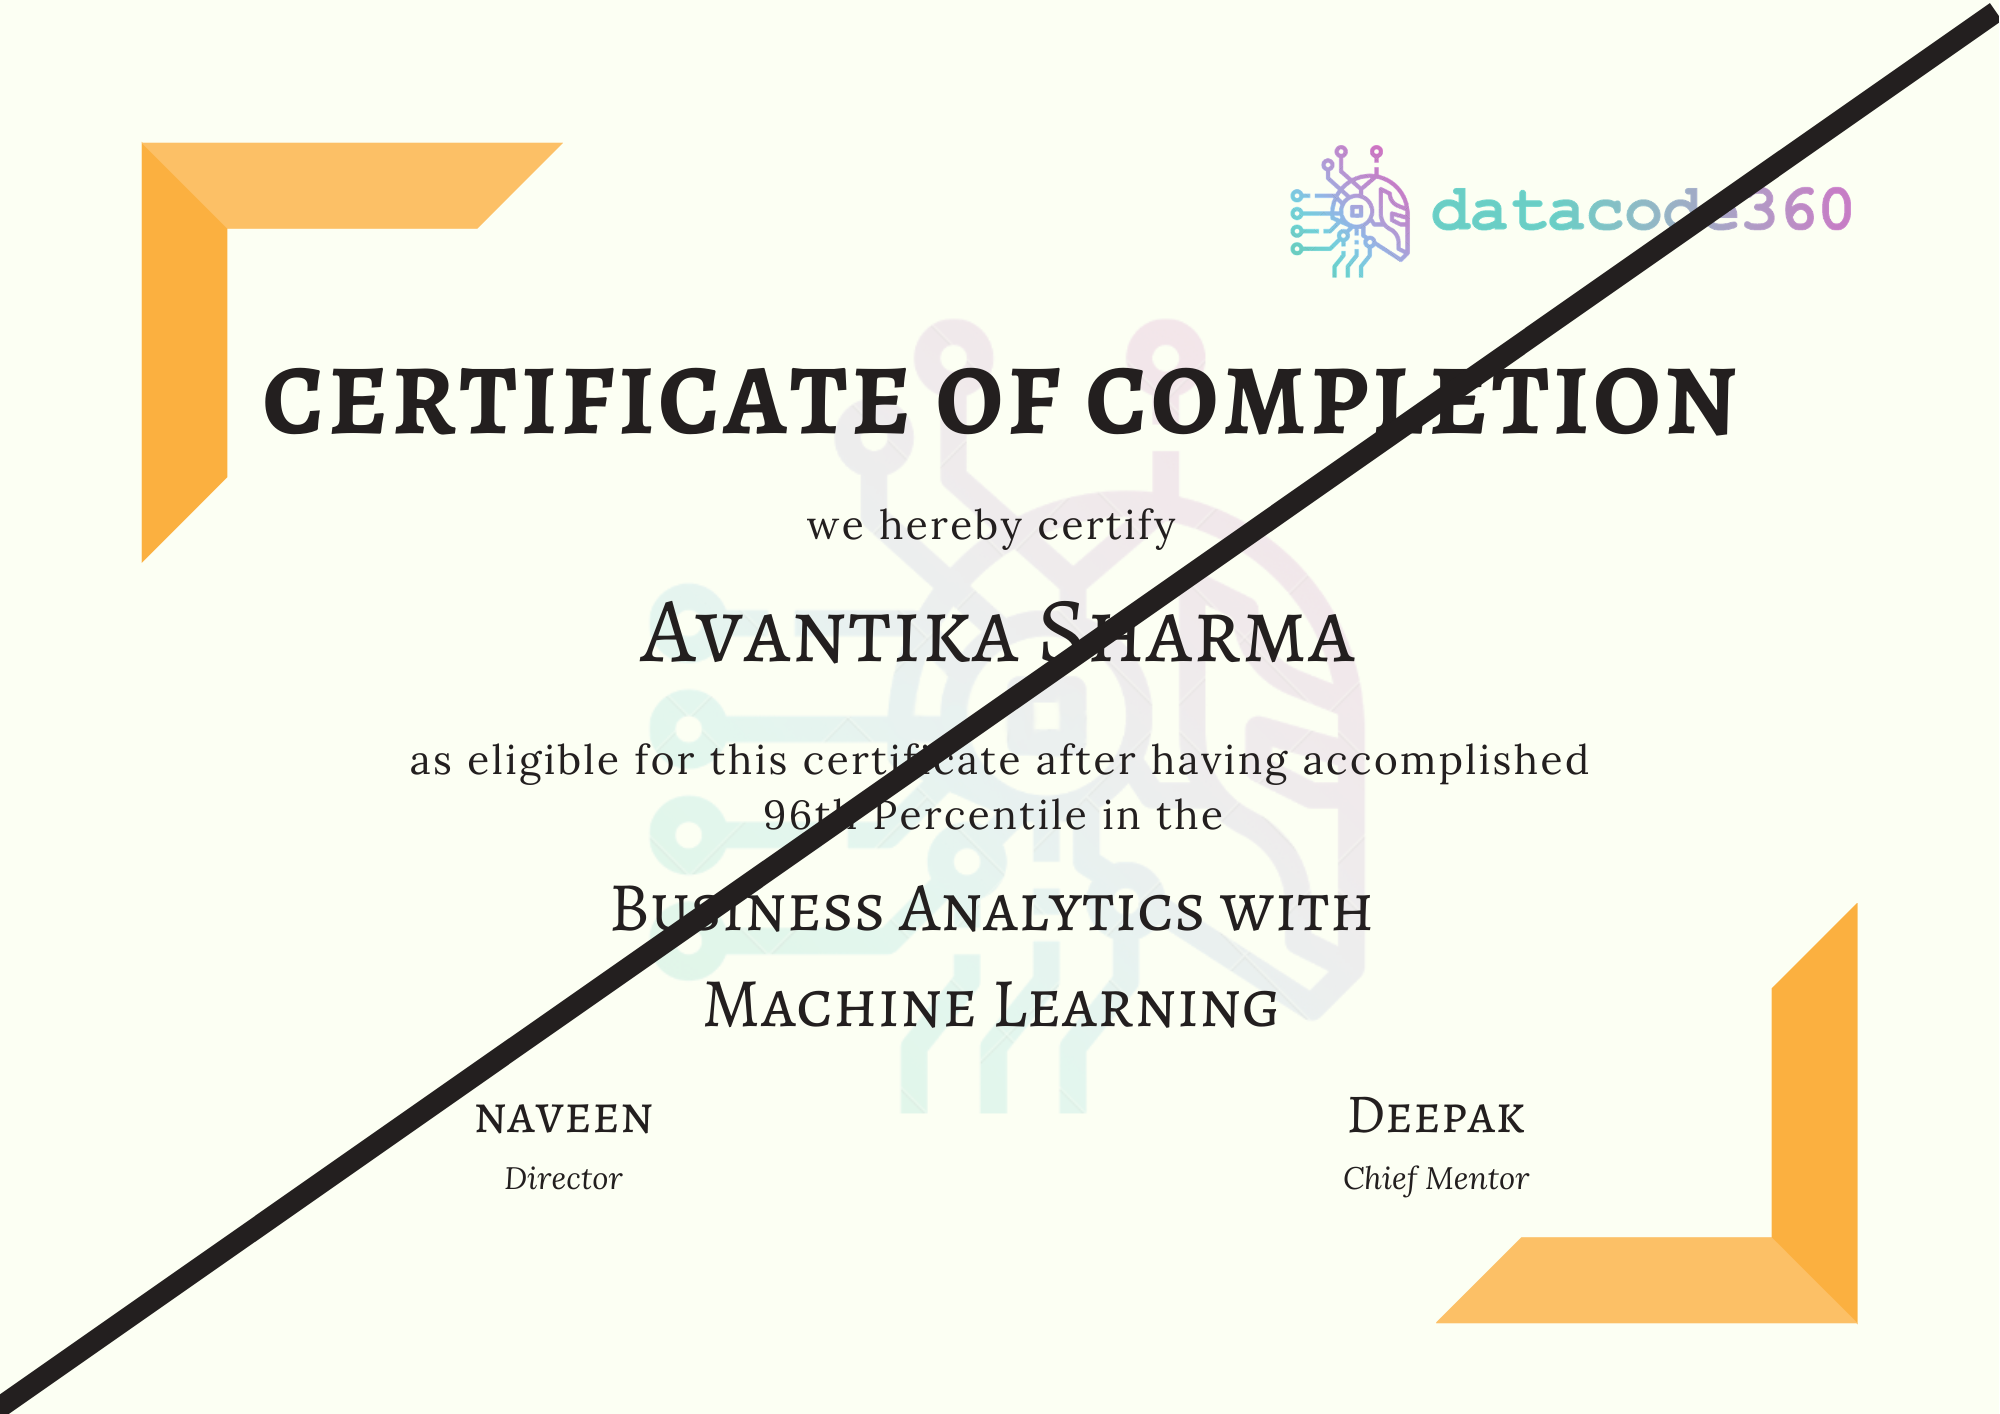 datacode360
CERTIFICATE OF COMPLETION
we hereby certify
Avantika Sharma
as eligible for this certificate after having accomplished
96th Percentile in the
Business Analytics with
Machine Learning
naveen
Director
Deepak
Chief Mentor